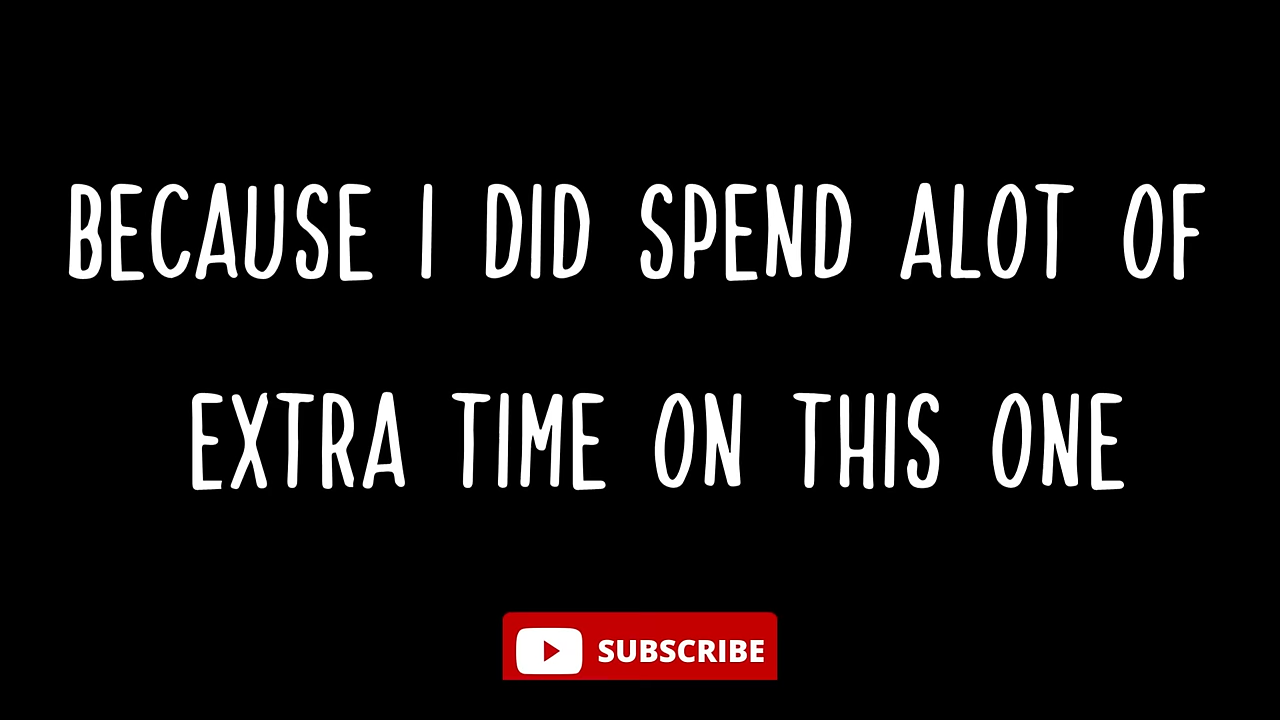 BECAUSE I DID SPEND ALOT OF
EXTRA TIME ON THIS ONE
SUBSCRIBE